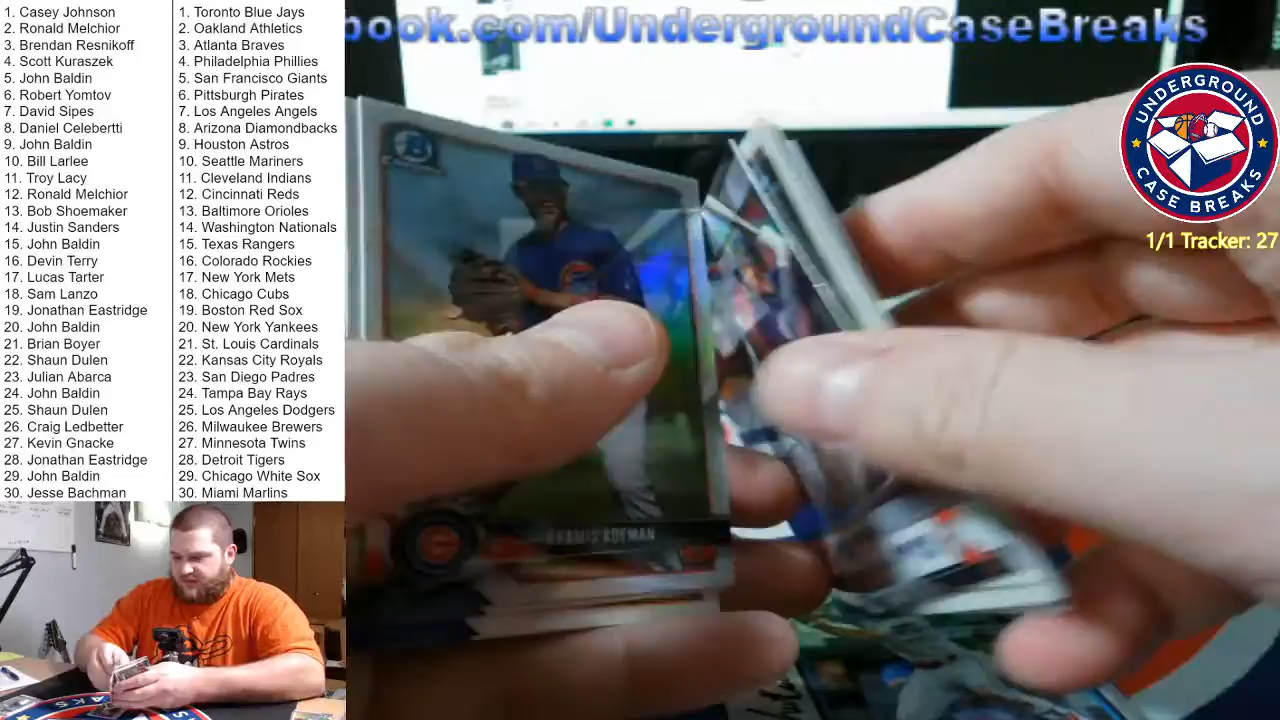 1. Casey Johnson
2. Ronald Melchior
3. Brendan Resnikoff
4. Scott Kuraszek
5. John Baldin
6. Robert Yomtov
7. David Sipes
8. Daniel Celebertti
9. John Baldin
10. Bill Larlee
11. Troy Lacy
12. Ronald Melchior
13. Bob Shoemaker
14. Justin Sanders
15. John Baldin
16. Devin Terry
17. Lucas Tarter
18. Sam Lanzo
19. Jonathan Eastridge
20. John Baldin
21. Brian Boyer
22. Shaun Dulen
23. Julian Abarca
24. John Baldin
25. Shaun Dulen
26. Craig Ledbetter
27. Kevin Gnacke
28. Jonathan Eastridge
29. John Baldin
30. Jesse Bachman
1. Toronto Blue Jays
2. Oakland Athletics
3. Atlanta Braves
4. Philadelphia Phillies
5. San Francisco Giants
6. Pittsburgh Pirates
7. Los Angeles Angels
8. Arizona Diamondbacks
9. Houston Astros
10. Seattle Mariners
11. Cleveland Indians
12. Cincinnati Reds
13. Baltimore Orioles
14. Washington Nationals
15. Texas Rangers
16. Colorado Rockies
17. New York Mets
18. Chicago Cubs
19. Boston Red Sox
20. New York Yankees
21. St. Louis Cardinals
22. Kansas City Royals
23. San Diego Padres
24. Tampa Bay Rays
25. Los Angeles Dodgers
26. Milwaukee Brewers
27. Minnesota Twins
28. Detroit Tigers
29. Chicago White Sox
30. Miami Marlins
book.com/UndergroundCaseBreaks
UNDERGROUND
CASE BREAKS
1/1 Tracker: 27